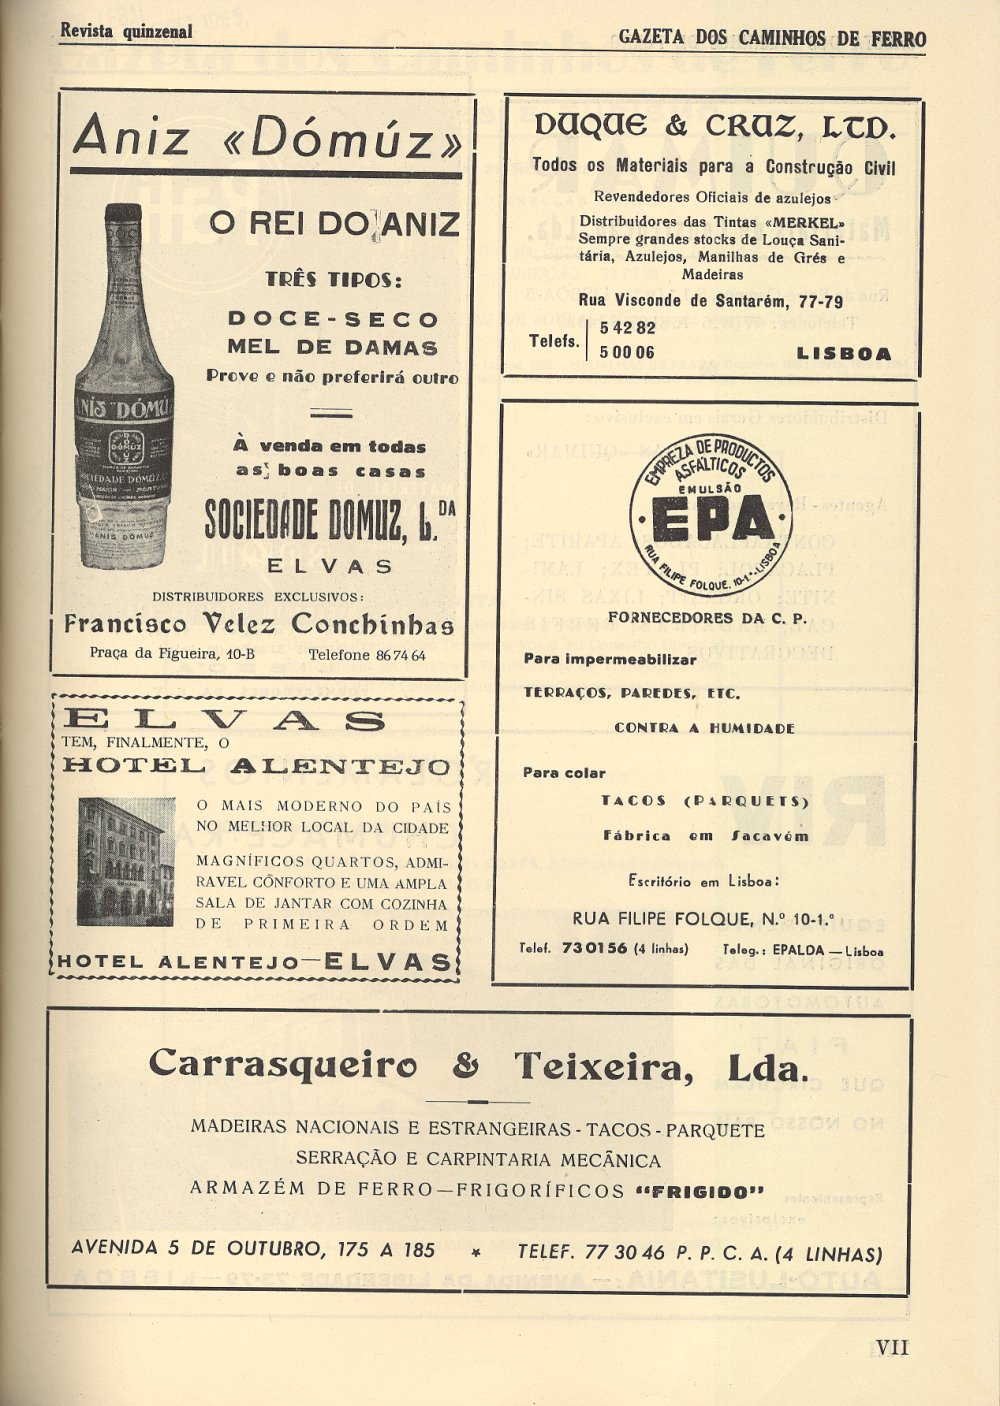 Revista quinzenal
GAZETA DOS CAMINHOS DE FERRO
Aniz «Dómúz»
O REI DO ANIZ
TRÊS TIPOS:
DOCE-SECO
MEL DE DAMAS
Prove e não preferirá outro
À venda em todas
as boas casas
SOCIEDADE DOMUZ, L.DA
ELVAS
DISTRIBUIDORES EXCLUSIVOS:
Francisco Velez Conchinhas
Praça da Figueira, 10-B Telefone 86 74 64
ANÍS DÓMÚ
DÓMÚZ
SOCIEDADE DÓMUZ
ANIS DOMUZ
ELVAS
TEM, FINALMENTE, O
HOTEL ALENTEJO
O MAIS MODERNO DO PAÍS
NO MELHOR LOCAL DA CIDADE
MAGNÍFICOS QUARTOS, ADMI-
RAVEL CÕNFORTO E UMA AMPLA
SALA DE JANTAR COM COZINHA
DE PRIMEIRA ORDEM
HOTEL ALENTEJO—ELVAS
DUQUE & CRUZ, LTD.
Todos os Materiais para a Construção Civil
Revendedores Oficiais de azulejos
Distribuidores das Tintas «MERKEL»
Sempre grandes stocks de Louça Sani-
tária, Azulejos, Manilhas de Grés e
Madeiras
Rua Visconde de Santarém, 77-79
Telefs. 5 42 82
5 00 06
LISBOA
EMPREZA DE PRODUCTOS
ASFÁLTICOS
EMULSÃO
EPA
RUA FILIPE FOLQUE, 10-1.º-LISBOA
FORNECEDORES DA C. P.
Para impermeabilizar
TERRAÇOS, PAREDES, ETC.
CONTRA A HUMIDADE
Para colar
TACOS (PARQUETS)
Fábrica em Sacavém
Escritório em Lisboa:
RUA FILIPE FOLQUE, N.º 10-1.º
Telef. 730156 (4 linhas) Teleg.: EPALDA — Lisboa
Carrasqueiro & Teixeira, Lda.
MADEIRAS NACIONAIS E ESTRANGEIRAS - TACOS - PARQUETE
SERRAÇÃO E CARPINTARIA MECÂNICA
ARMAZÉM DE FERRO—FRIGORÍFICOS "FRIGIDO"
AVENIDA 5 DE OUTUBRO, 175 A 185 ★ TELEF. 77 30 46 P. P. C. A. (4 LINHAS)
VII